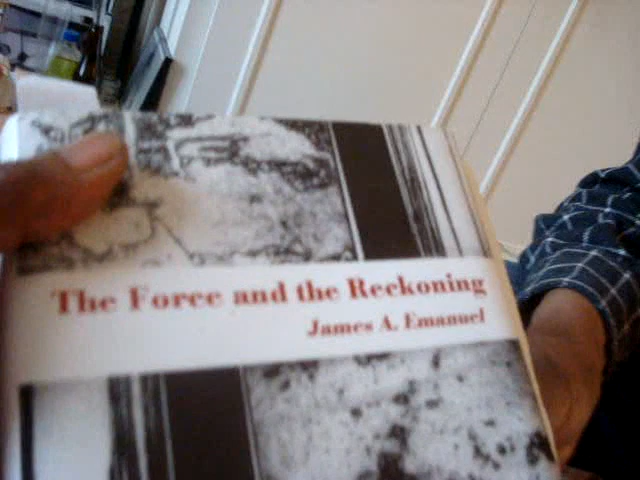 The Force and the Reckoning
James A. Emanuel